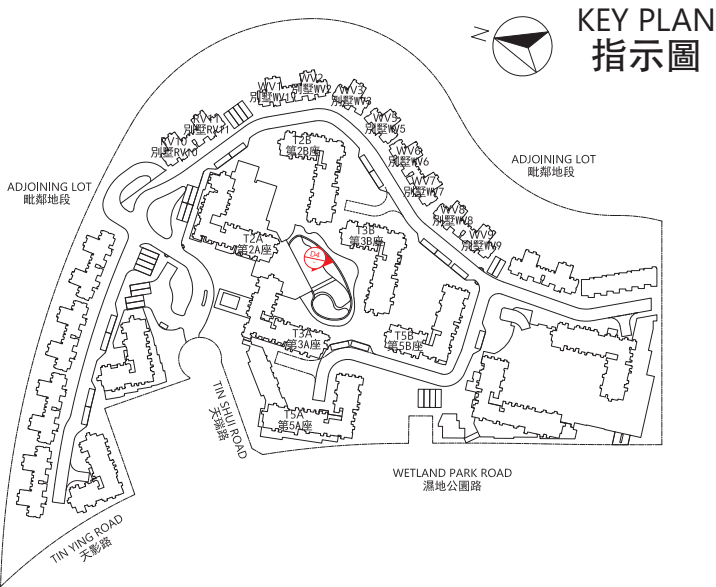 KEY PLAN
指示圖
N
WV1
別墅WV1
WV2
別墅WV2
WV3
別墅WV3
WV5
別墅WV5
WV6
別墅WV6
WV7
別墅WV7
WV8
別墅WV8
WV9
別墅WV9
RV11
別墅RV11
RV10
別墅RV10
ADJOINING LOT
毗鄰地段
ADJOINING LOT
毗鄰地段
T2B
第2B座
T2A
第2A座
T3B
第3B座
D4
T3A
第3A座
T5B
第5B座
T5A
第5A座
TIN SHUI ROAD
天瑞路
WETLAND PARK ROAD
濕地公園路
TIN YING ROAD
天影路